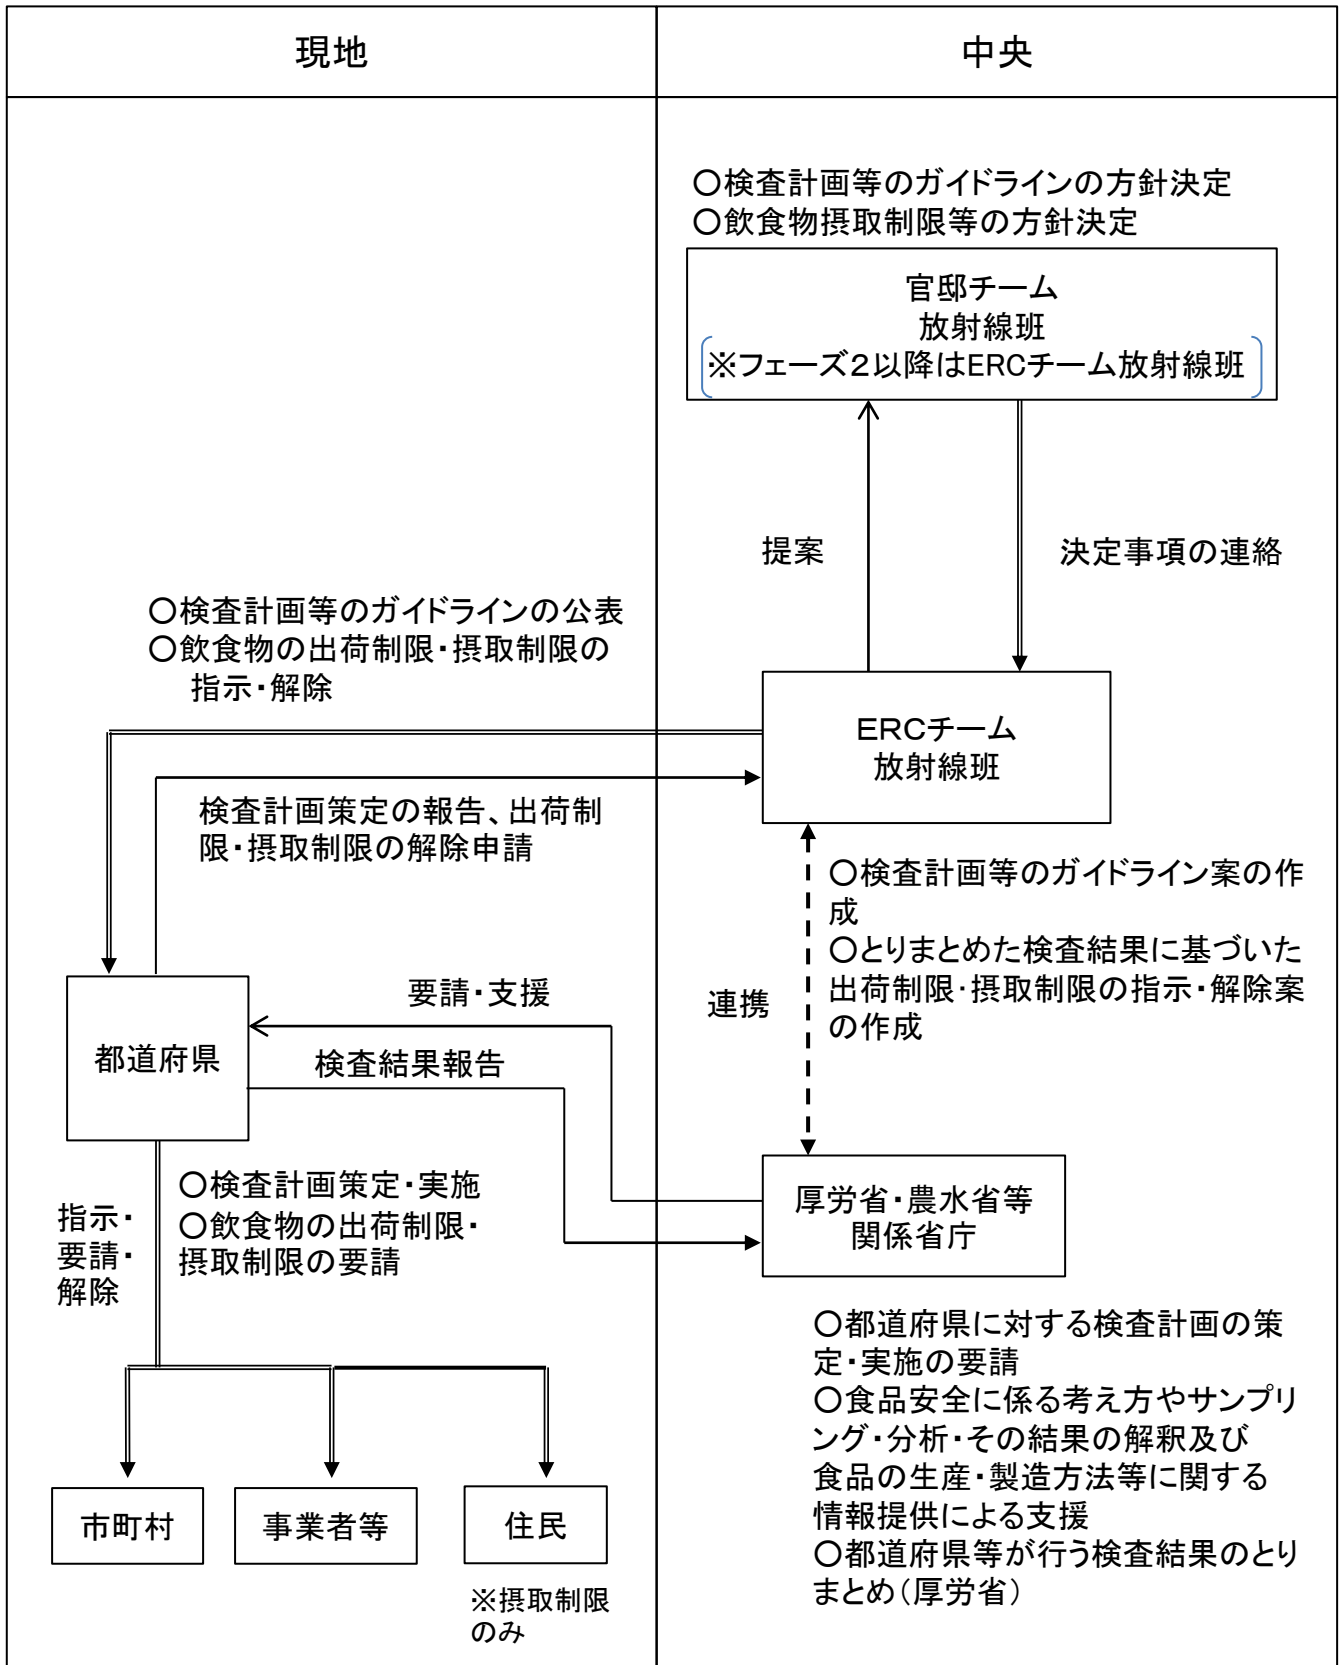 現地
中央
〇検査計画等のガイドラインの方針決定
〇飲食物摂取制限等の方針決定
官邸チーム
放射線班
※フェーズ２以降はERCチーム放射線班
提案
決定事項の連絡
〇検査計画等のガイドラインの公表
〇飲食物の出荷制限・摂取制限の
指示・解除
ERCチーム
放射線班
検査計画策定の報告、出荷制
限・摂取制限の解除申請
〇検査計画等のガイドライン案の作
成
〇とりまとめた検査結果に基づいた
出荷制限・摂取制限の指示・解除案
の作成
連携
要請・支援
都道府県
検査結果報告
〇検査計画策定・実施
〇飲食物の出荷制限・
摂取制限の要請
指示・
要請・
解除
厚労省・農水省等
関係省庁
〇都道府県に対する検査計画の策
定・実施の要請
〇食品安全に係る考え方やサンプリ
ング・分析・その結果の解釈及び
食品の生産・製造方法等に関する
情報提供による支援
〇都道府県等が行う検査結果のとり
まとめ（厚労省）
市町村
事業者等
住民
※摂取制限
のみ